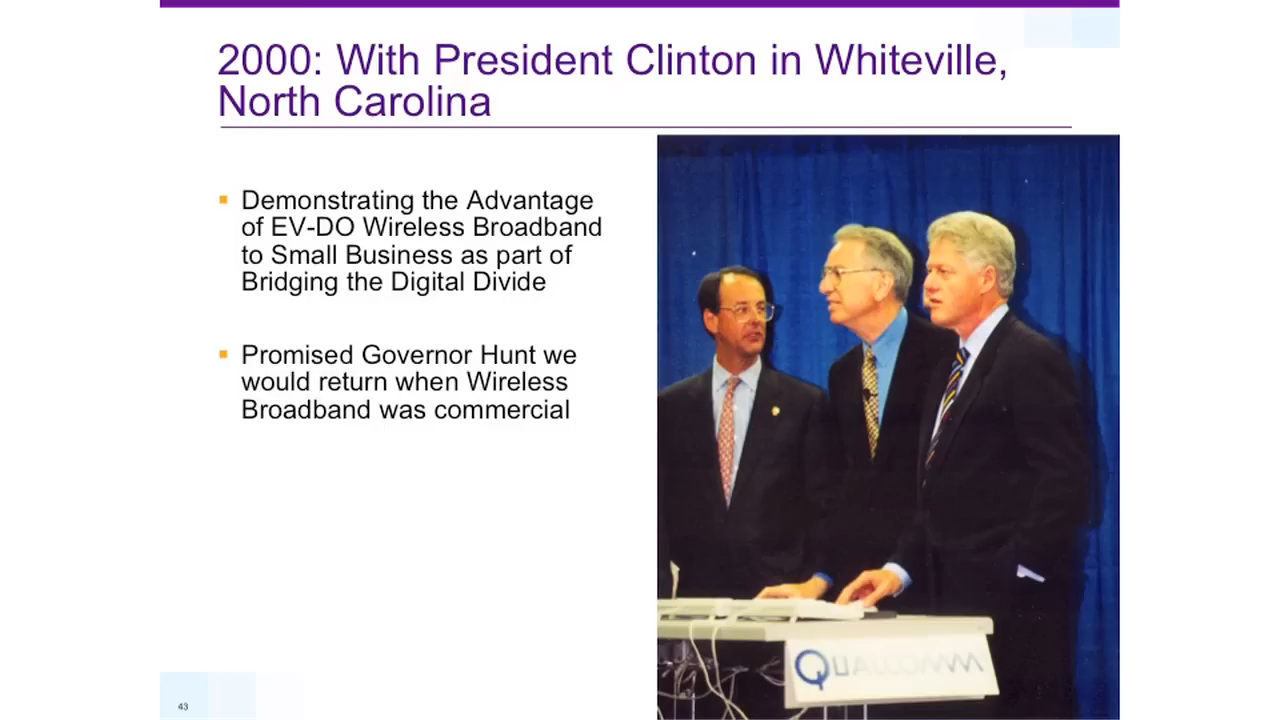 2000: With President Clinton in Whiteville,
North Carolina
▪ Demonstrating the Advantage
of EV-DO Wireless Broadband
to Small Business as part of
Bridging the Digital Divide
▪ Promised Governor Hunt we
would return when Wireless
Broadband was commercial
QUALCOMM
43